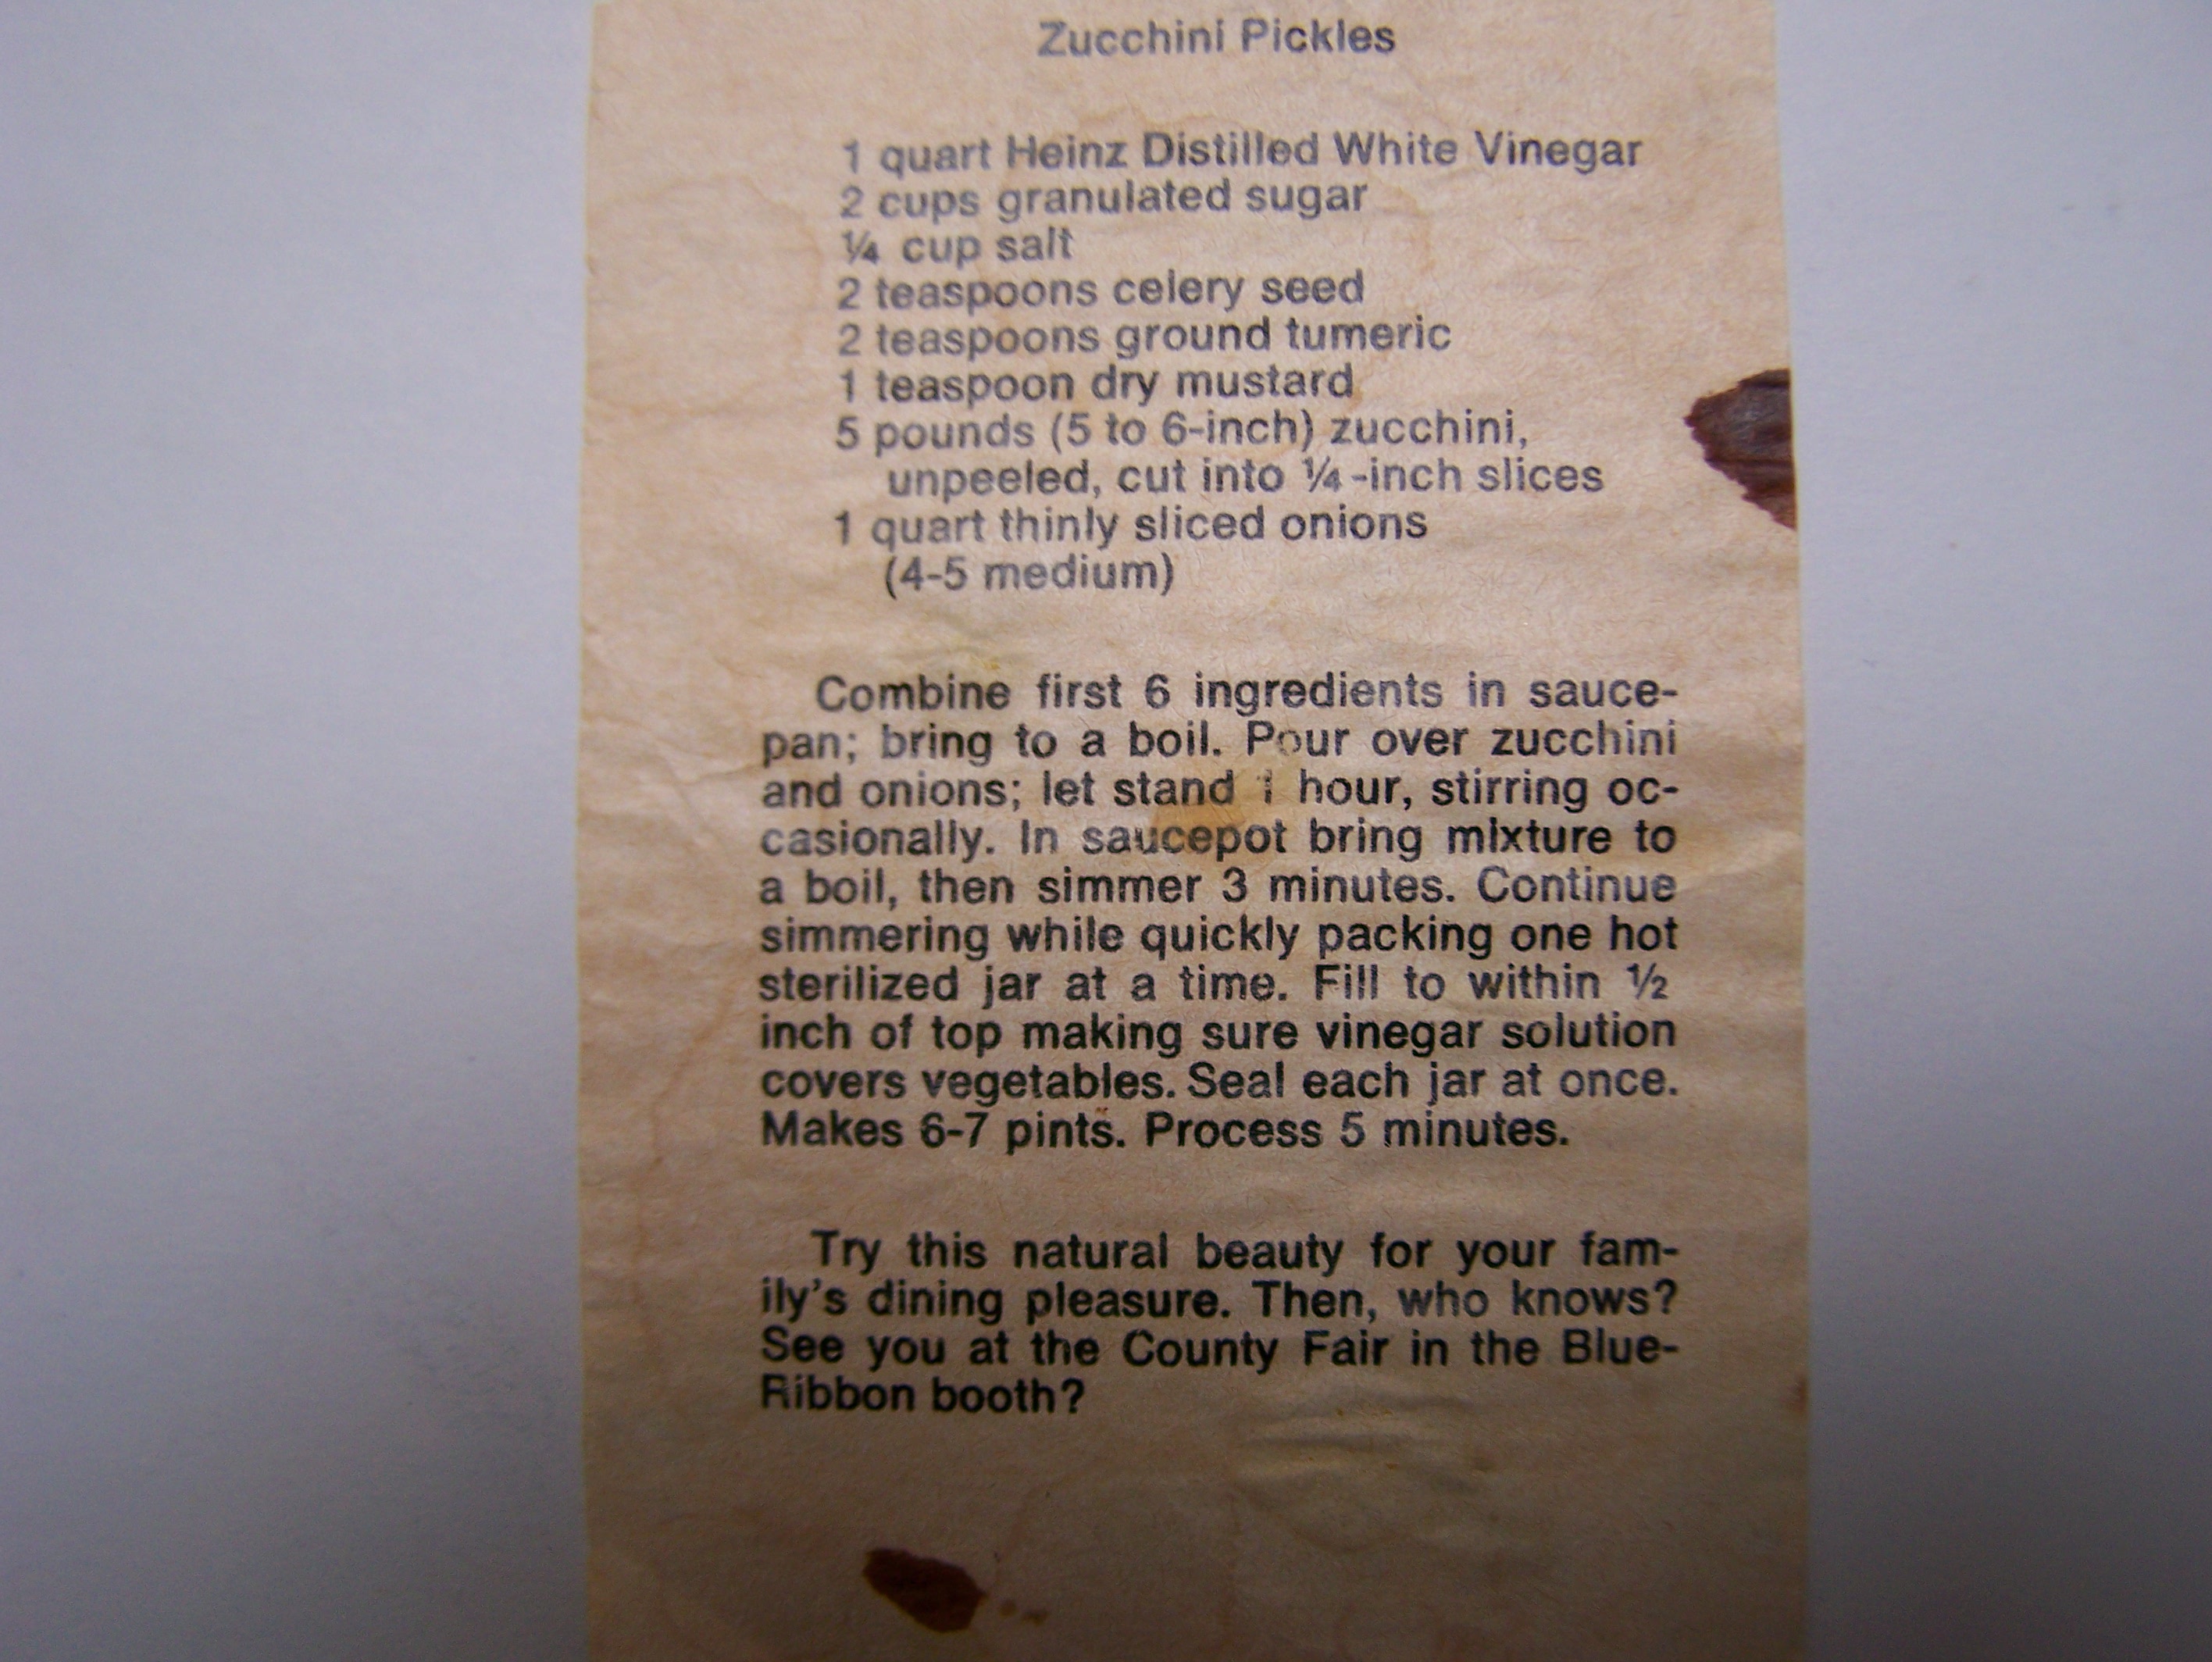 Zucchini Pickles
1 quart Heinz Distilled White Vinegar
2 cups granulated sugar
¼ cup salt
2 teaspoons celery seed
2 teaspoons ground tumeric
1 teaspoon dry mustard
5 pounds (5 to 6-inch) zucchini,
unpeeled, cut into ¼-inch slices
1 quart thinly sliced onions
(4-5 medium)
Combine first 6 ingredients in sauce-
pan; bring to a boil. Pour over zucchini
and onions; let stand 1 hour, stirring oc-
casionally. In saucepot bring mixture to
a boil, then simmer 3 minutes. Continue
simmering while quickly packing one hot
sterilized jar at a time. Fill to within ½
inch of top making sure vinegar solution
covers vegetables. Seal each jar at once.
Makes 6-7 pints. Process 5 minutes.
Try this natural beauty for your fam-
ily's dining pleasure. Then, who knows?
See you at the County Fair in the Blue-
Ribbon booth?